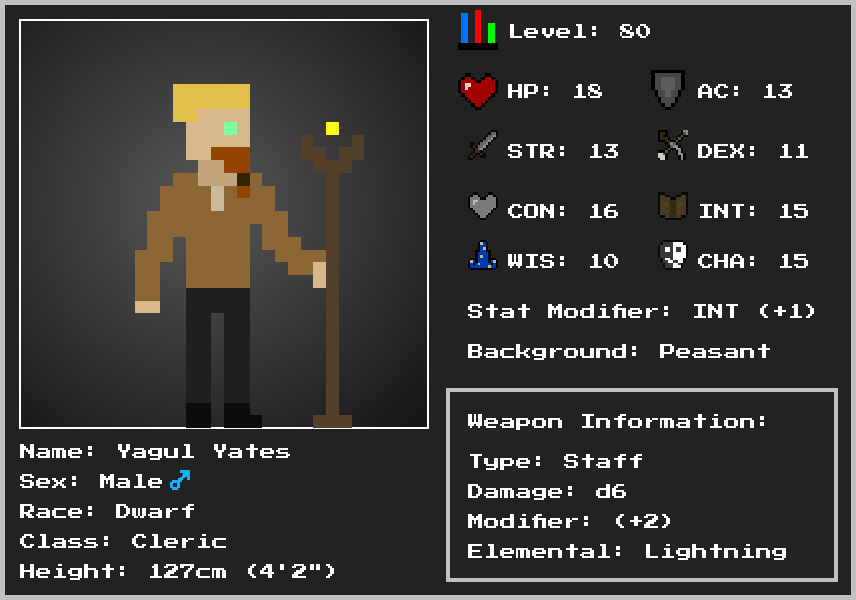 Level: 80
HP: 18
AC: 13
STR: 13
DEX: 11
CON: 16
INT: 15
WIS: 10
CHA: 15
Stat Modifier: INT (+1)
Background: Peasant
Weapon Information:
Type: Staff
Damage: d6
Modifier: (+2)
Elemental: Lightning
Name: Yagul Yates
Sex: Male♂
Race: Dwarf
Class: Cleric
Height: 127cm (4'2")